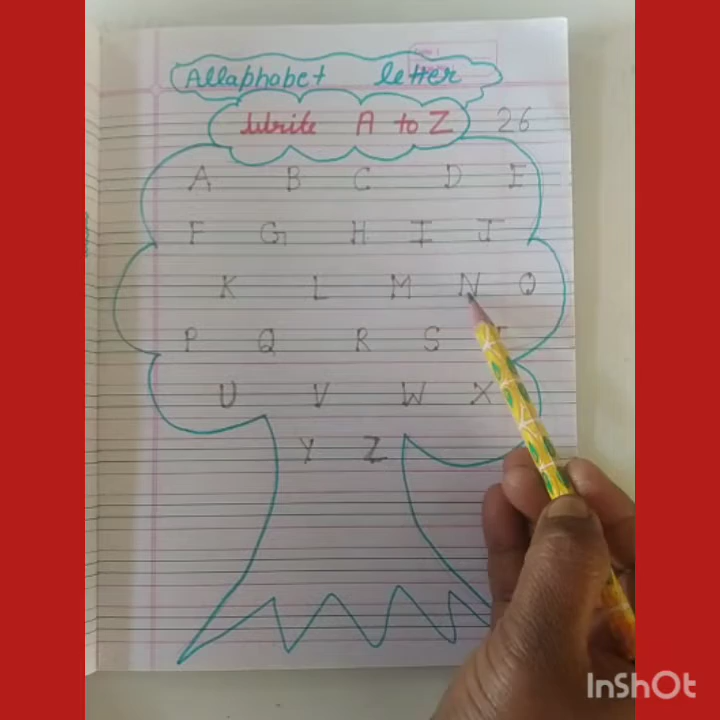 Allaphobet letter
Write A to Z 26
A B C D E
F G H I J
K L M N O
P Q R S
U V W X
Y Z
InShOt